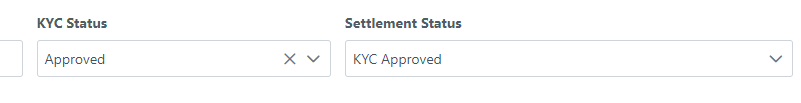 KYC Status
Settlement Status
Approved
KYC Approved